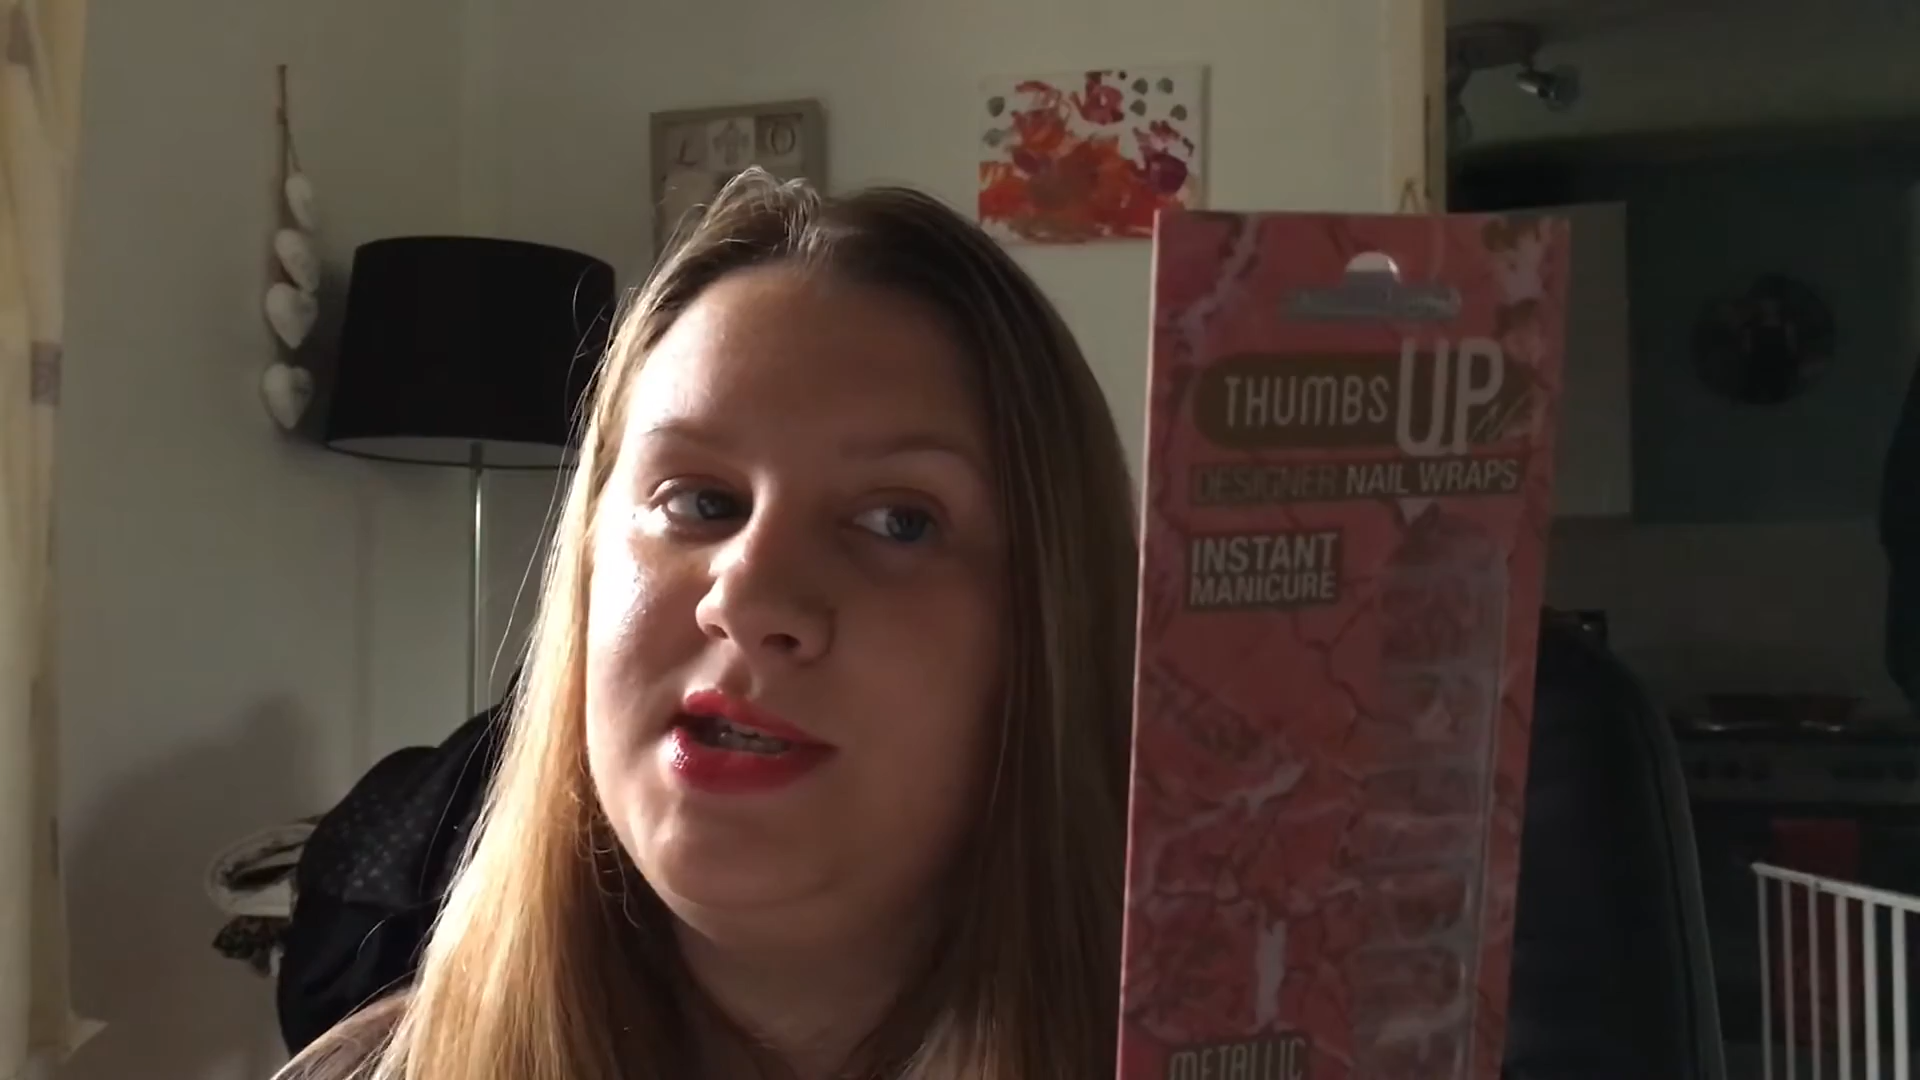 THUMBS UP
DESIGNER NAIL WRAPS
INSTANT
MANICURE
METALLIC